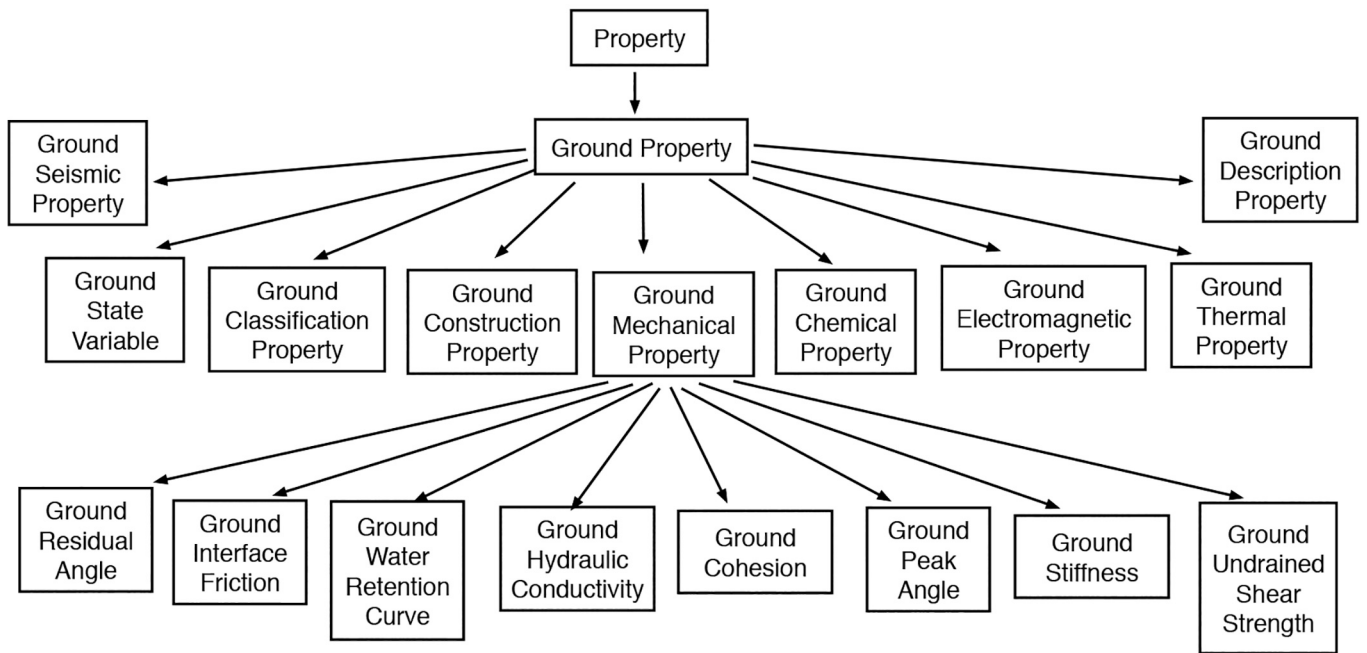 Property
Ground Property
Ground
Seismic
Property
Ground
Description
Property
Ground
State
Variable
Ground
Classification
Property
Ground
Construction
Property
Ground
Mechanical
Property
Ground
Chemical
Property
Ground
Electromagnetic
Property
Ground
Thermal
Property
Ground
Residual
Angle
Ground
Interface
Friction
Ground
Water
Retention
Curve
Ground
Hydraulic
Conductivity
Ground
Cohesion
Ground
Peak
Angle
Ground
Stiffness
Ground
Undrained
Shear
Strength